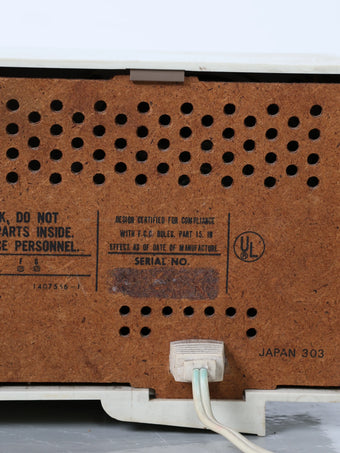 K, DO NOT
PARTS INSIDE.
CE PERSONNEL.
F G
1407515-1
DESIGN CERTIFIED FOR COMPLIANCE
WITH F.C.C. RULES, PART 15, IN
EFFECT AS OF DATE OF MANUFACTURE.
SERIAL NO.
UL
JAPAN 303